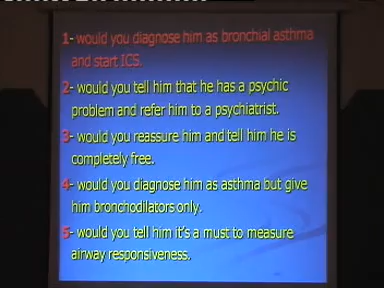 1- would you diagnose him as bronchial asthma
and start ICS.
2- would you tell him that he has a psychic
problem and refer him to a psychiatrist.
3- would you reassure him and tell him he is
completely free.
4- would you diagnose him as asthma but give
him bronchodilators only.
5- would you tell him it's a must to measure
airway responsiveness.